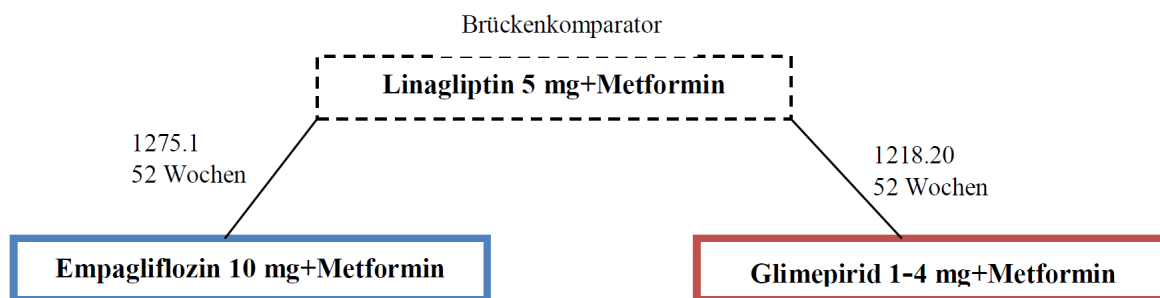 Brückenkomparator
Linagliptin 5 mg+Metformin
1275.1
52 Wochen
1218.20
52 Wochen
Empagliflozin 10 mg+Metformin
Glimepirid 1-4 mg+Metformin